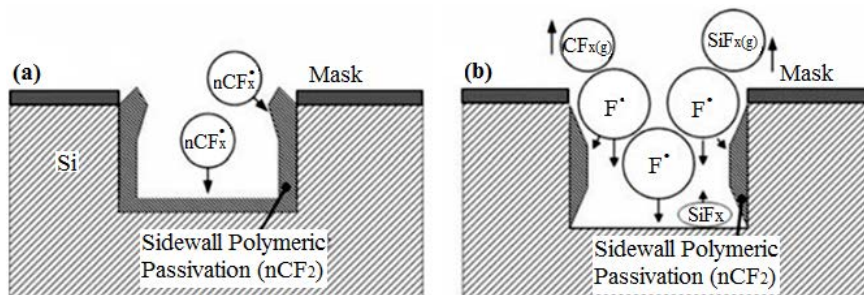 (a)
nCFx•
Mask
nCFx•
Si
Sidewall Polymeric
Passivation (nCF2)
(b)
CFx(g)
SiFx(g)
Mask
F•
F•
F•
SiFx
Sidewall Polymeric
Passivation (nCF2)